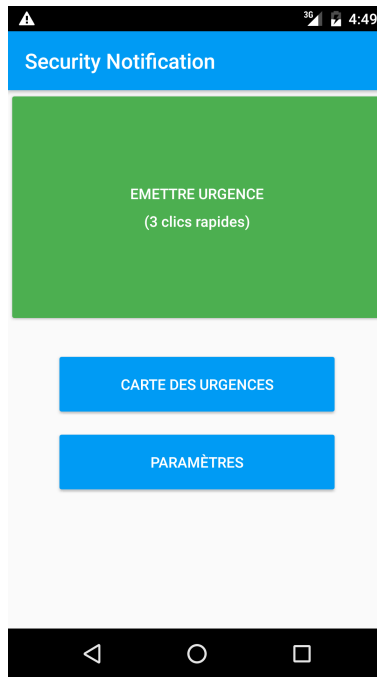 3G 4:49
Security Notification
EMETTRE URGENCE
(3 clics rapides)
CARTE DES URGENCES
PARAMÈTRES